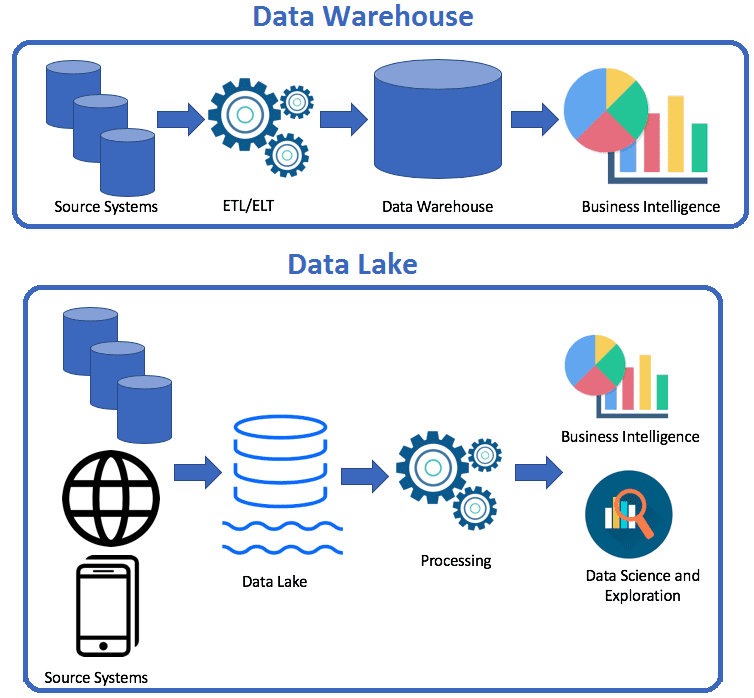 Data Warehouse
Source Systems
ETL/ELT
Data Warehouse
Business Intelligence
Data Lake
Business Intelligence
Data Lake
Processing
Data Science and
Exploration
Source Systems